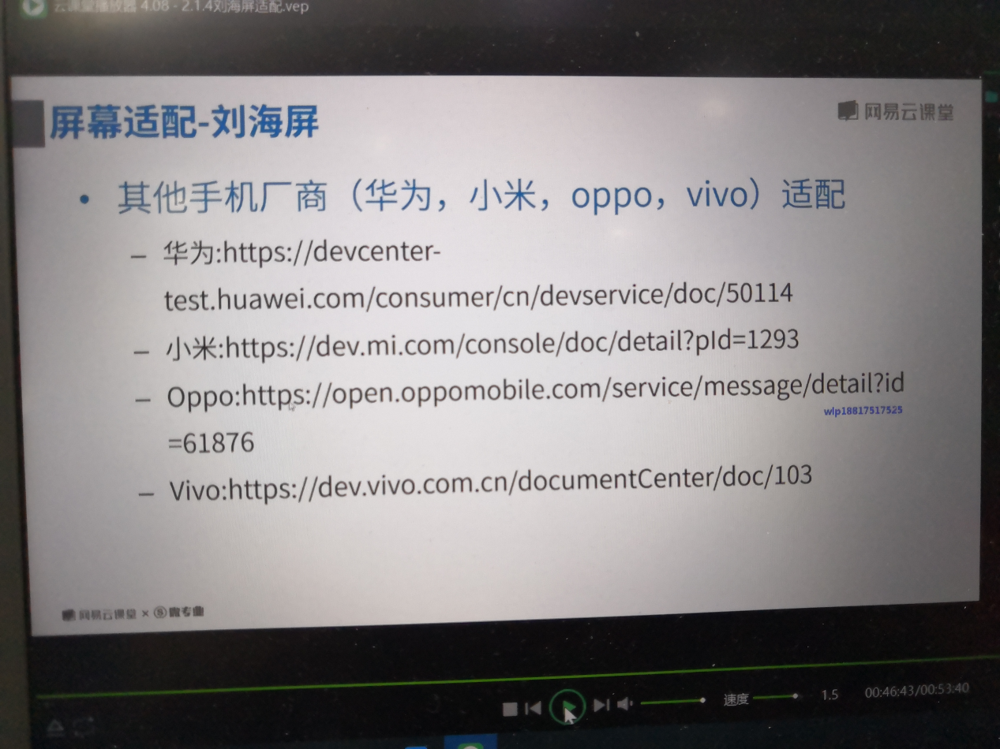 云课堂播放器 4.08 - 2.1.4刘海屏适配.vep
屏幕适配-刘海屏
网易云课堂
• 其他手机厂商（华为，小米，oppo，vivo）适配
– 华为:https://devcenter-
test.huawei.com/consumer/cn/devservice/doc/50114
– 小米:https://dev.mi.com/console/doc/detail?pId=1293
– Oppo:https://open.oppomobile.com/service/message/detail?id
wlp18817517525
=61876
– Vivo:https://dev.vivo.com.cn/documentCenter/doc/103
网易云课堂 × 微专业
速度 1.5 00:46:43/00:53:40